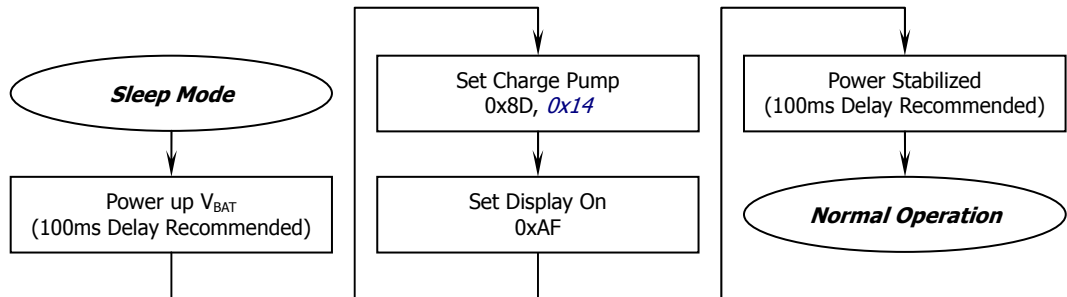 Sleep Mode
Power up VBAT
(100ms Delay Recommended)
Set Charge Pump
0x8D, 0x14
Set Display On
0xAF
Power Stabilized
(100ms Delay Recommended)
Normal Operation